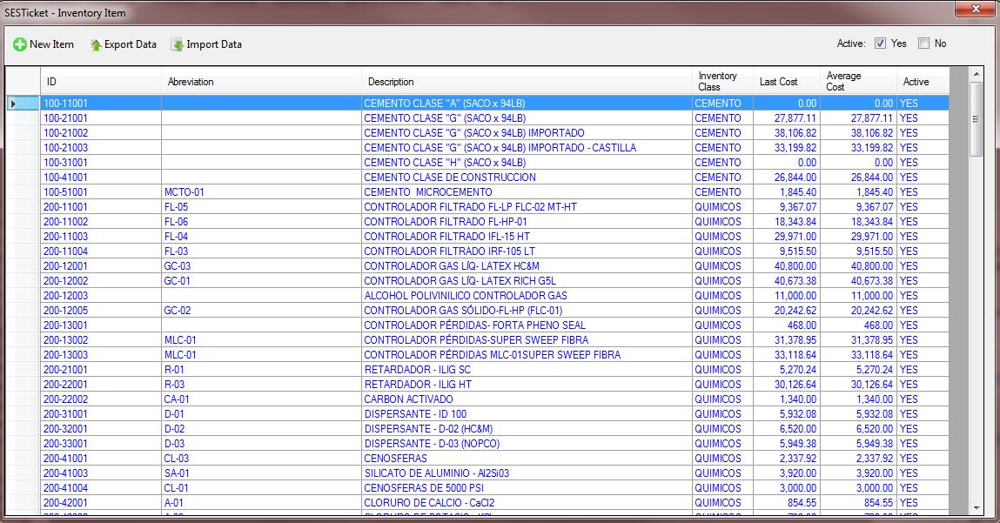 SESTicket - Inventory Item
New Item Export Data Import Data Active: Yes No
ID Abreviation Description Inventory Class Last Cost Average Cost Active
100-11001 CEMENTO CLASE "A" (SACO x 94LB) CEMENTO 0.00 0.00 YES
100-21001 CEMENTO CLASE "G" (SACO x 94LB) CEMENTO 27,877.11 27,877.11 YES
100-21002 CEMENTO CLASE "G" (SACO x 94LB) IMPORTADO CEMENTO 38,106.82 38,106.82 YES
100-21003 CEMENTO CLASE "G" (SACO x 94LB) IMPORTADO - CASTILLA CEMENTO 33,199.82 33,199.82 YES
100-31001 CEMENTO CLASE "H" (SACO x 94LB) CEMENTO 0.00 0.00 YES
100-41001 CEMENTO CLASE DE CONSTRUCCION CEMENTO 26,844.00 26,844.00 YES
100-51001 MCTO-01 CEMENTO MICROCEMENTO CEMENTO 1,845.40 1,845.40 YES
200-11001 FL-05 CONTROLADOR FILTRADO FL-LP FLC-02 MT-HT QUIMICOS 9,367.07 9,367.07 YES
200-11002 FL-06 CONTROLADOR FILTRADO FL-HP-01 QUIMICOS 18,343.84 18,343.84 YES
200-11003 FL-04 CONTROLADOR FILTRADO IFL-15 HT QUIMICOS 29,971.00 29,971.00 YES
200-11004 FL-03 CONTROLADOR FILTRADO IRF-105 LT QUIMICOS 9,515.50 9,515.50 YES
200-12001 GC-03 CONTROLADOR GAS LÍQ- LATEX HC&M QUIMICOS 40,800.00 40,800.00 YES
200-12002 GC-01 CONTROLADOR GAS LÍQ- LATEX RICH G5L QUIMICOS 40,673.38 40,673.38 YES
200-12003 ALCOHOL POLIVINILICO CONTROLADOR GAS QUIMICOS 11,000.00 11,000.00 YES
200-12005 GC-02 CONTROLADOR GAS SÓLIDO-FL-HP (FLC-01) QUIMICOS 20,242.62 20,242.62 YES
200-13001 CONTROLADOR PÉRDIDAS- FORTA PHENO SEAL QUIMICOS 468.00 468.00 YES
200-13002 MLC-01 CONTROLADOR PÉRDIDAS-SUPER SWEEP FIBRA QUIMICOS 31,378.95 31,378.95 YES
200-13003 MLC-01 CONTROLADOR PÉRDIDAS MLC-01SUPER SWEEP FIBRA QUIMICOS 33,118.64 33,118.64 YES
200-21001 R-01 RETARDADOR - ILIG SC QUIMICOS 5,270.24 5,270.24 YES
200-22001 R-03 RETARDADOR - ILIG HT QUIMICOS 30,126.64 30,126.64 YES
200-22002 CA-01 CARBON ACTIVADO QUIMICOS 1,340.00 1,340.00 YES
200-31001 D-01 DISPERSANTE - ID 100 QUIMICOS 5,932.08 5,932.08 YES
200-32001 D-02 DISPERSANTE - D-02 (HC&M) QUIMICOS 6,520.00 6,520.00 YES
200-33001 D-03 DISPERSANTE - D-03 (NOPCO) QUIMICOS 5,949.38 5,949.38 YES
200-41001 CL-03 CENOSFERAS QUIMICOS 2,337.92 2,337.92 YES
200-41003 SA-01 SILICATO DE ALUMINIO - Al2Si03 QUIMICOS 3,920.00 3,920.00 YES
200-41004 CL-01 CENOSFERAS DE 5000 PSI QUIMICOS 3,000.00 3,000.00 YES
200-42001 A-01 CLORURO DE CALCIO - CaCl2 QUIMICOS 854.55 854.55 YES